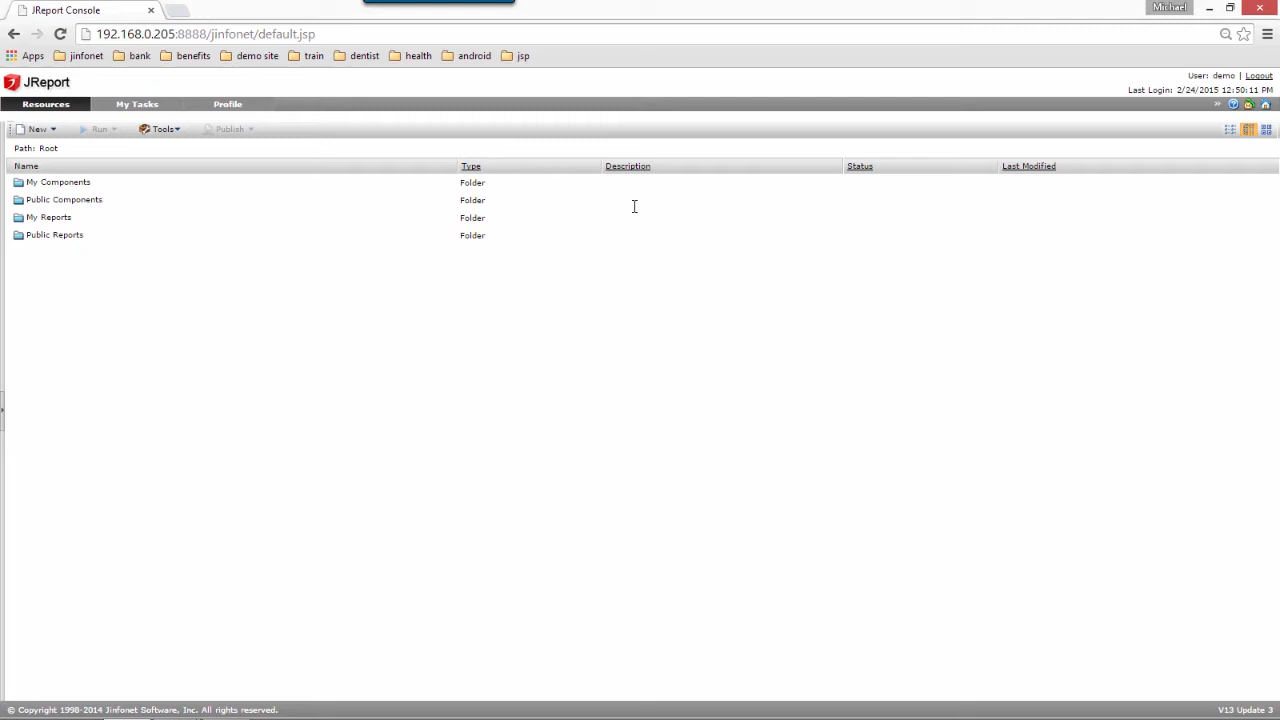 JReport Console
Michael
192.168.0.205:8888/jinfonet/default.jsp
Apps jinfonet bank benefits demo site train dentist health android jsp
JReport
User: demo | Logout
Last Login: 2/24/2015 12:50:11 PM
Resources My Tasks Profile
»
New Run Tools Publish
Path: Root
Name Type Description Status Last Modified
My Components Folder
Public Components Folder
My Reports Folder
Public Reports Folder
© Copyright 1998-2014 Jinfonet Software, Inc. All rights reserved. V13 Update 3